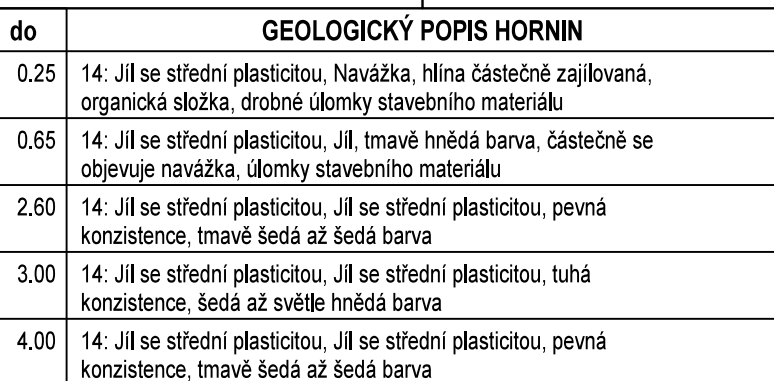 do GEOLOGICKÝ POPIS HORNIN
0.25 14: Jíl se střední plasticitou, Navážka, hlína částečně zajílovaná,
organická složka, drobné úlomky stavebního materiálu
0.65 14: Jíl se střední plasticitou, Jíl, tmavě hnědá barva, částečně se
objevuje navážka, úlomky stavebního materiálu
2.60 14: Jíl se střední plasticitou, Jíl se střední plasticitou, pevná
konzistence, tmavě šedá až šedá barva
3.00 14: Jíl se střední plasticitou, Jíl se střední plasticitou, tuhá
konzistence, šedá až světle hnědá barva
4.00 14: Jíl se střední plasticitou, Jíl se střední plasticitou, pevná
konzistence, tmavě šedá až šedá barva